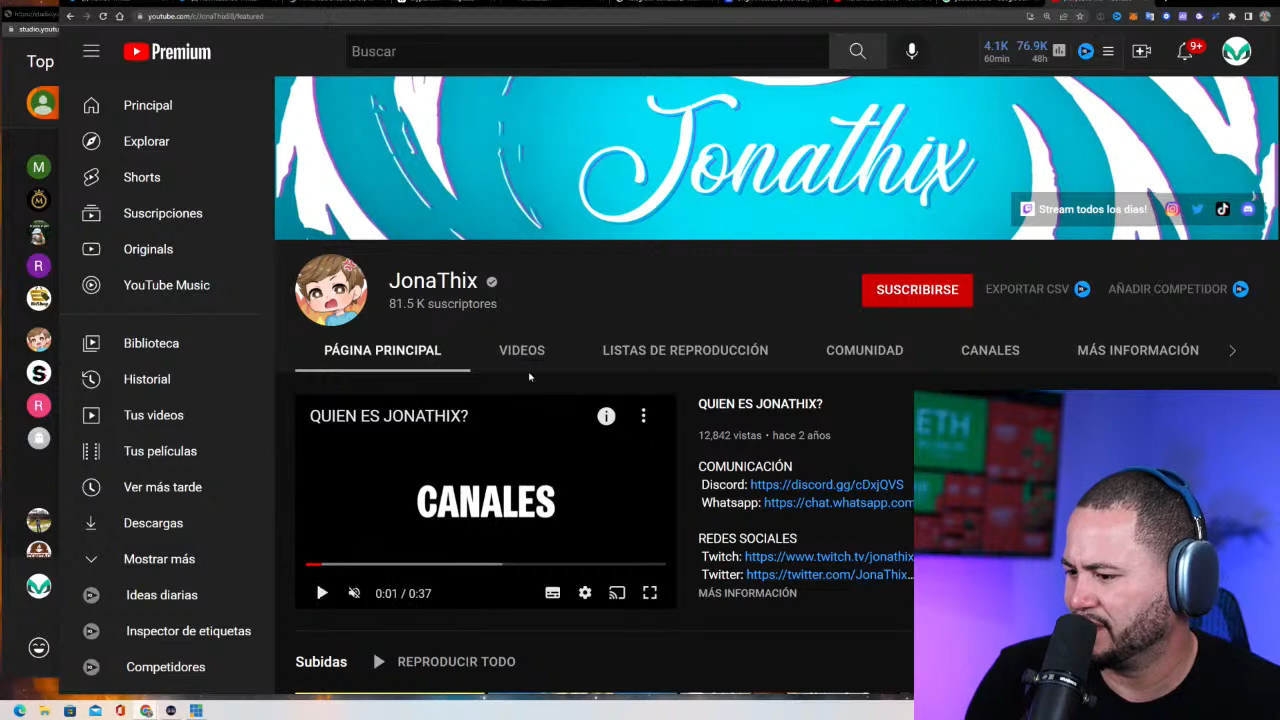 youtube.com/c/JonaThixIB/featured
Top
Premium
Buscar
4.1K 76.9K
60min 48h
9+
Principal
Explorar
Shorts
Suscripciones
Originals
YouTube Music
Biblioteca
Historial
Tus videos
Tus películas
Ver más tarde
Descargas
Mostrar más
Ideas diarias
Inspector de etiquetas
Competidores
M
R
S
R
Jonathix
Stream todos los dias!
JonaThix
81.5 K suscriptores
SUSCRIBIRSE
EXPORTAR CSV
AÑADIR COMPETIDOR
PÁGINA PRINCIPAL
VIDEOS
LISTAS DE REPRODUCCIÓN
COMUNIDAD
CANALES
MÁS INFORMACIÓN
QUIEN ES JONATHIX?
CANALES
0:01 / 0:37
QUIEN ES JONATHIX?
12,842 vistas • hace 2 años
COMUNICACIÓN
Discord: https://discord.gg/cDxjQVS
Whatsapp: https://chat.whatsapp.com
REDES SOCIALES
Twitch: https://www.twitch.tv/jonathix
Twitter: https://twitter.com/JonaThix...
MÁS INFORMACIÓN
Subidas
REPRODUCIR TODO
ETH